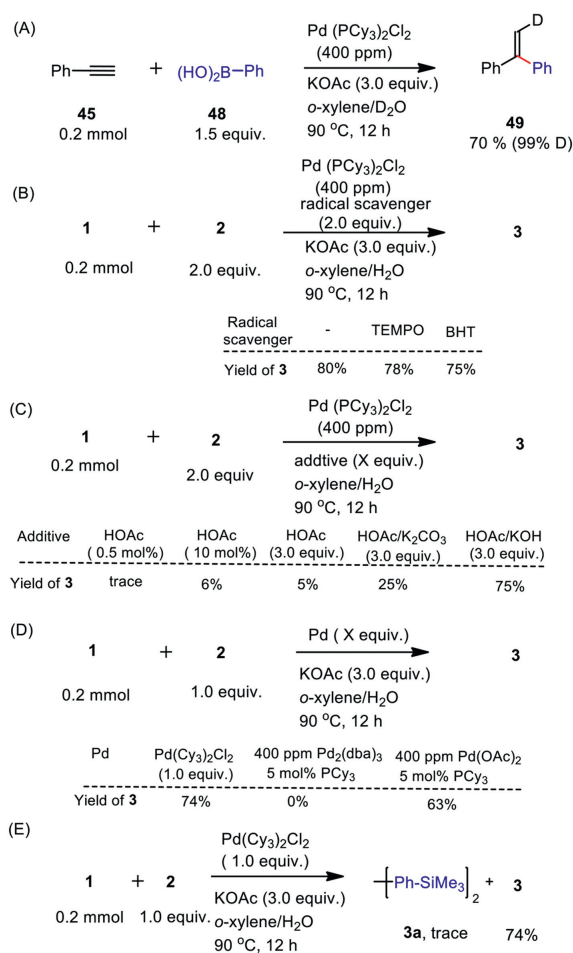 (A)
Ph
45
0.2 mmol
+
(HO)2B–Ph
48
1.5 equiv.
Pd (PCy3)2Cl2
(400 ppm)
KOAc (3.0 equiv.)
o-xylene/D2O
90 oC, 12 h
D
Ph Ph
49
70 % (99% D)
(B)
1 + 2
0.2 mmol 2.0 equiv.
Pd (PCy3)2Cl2
(400 ppm)
radical scavenger
(2.0 equiv.)
KOAc (3.0 equiv.)
o-xylene/H2O
90 oC, 12 h
3
Radical scavenger - TEMPO BHT
Yield of 3 80% 78% 75%
(C)
1 + 2
0.2 mmol 2.0 equiv
Pd (PCy3)2Cl2
(400 ppm)
addtive (X equiv.)
o-xylene/H2O
90 oC, 12 h
3
Additive HOAc HOAc HOAc HOAc/K2CO3 HOAc/KOH
( 0.5 mol%) ( 10 mol%) (3.0 equiv.) (3.0 equiv.) (3.0 equiv.)
Yield of 3 trace 6% 5% 25% 75%
(D)
1 + 2
0.2 mmol 1.0 equiv.
Pd ( X equiv.)
KOAc (3.0 equiv.)
o-xylene/H2O
90 oC, 12 h
3
Pd Pd(Cy3)2Cl2 400 ppm Pd2(dba)3 400 ppm Pd(OAc)2
(1.0 equiv.) 5 mol% PCy3 5 mol% PCy3
Yield of 3 74% 0% 63%
(E)
1 + 2
0.2 mmol 1.0 equiv.
Pd(Cy3)2Cl2
( 1.0 equiv.)
KOAc (3.0 equiv.)
o-xylene/H2O
90 oC, 12 h
[Ph-SiMe3]2 + 3
3a, trace 74%